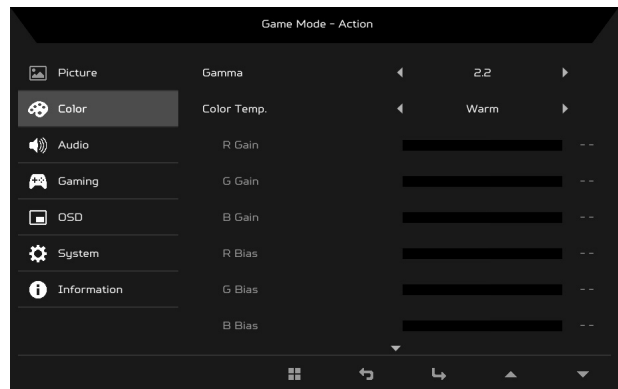 Game Mode - Action
Picture
Gamma 2.2
Color
Color Temp. Warm
Audio
R Gain - -
Gaming
G Gain - -
OSD
B Gain - -
System
R Bias - -
Information
G Bias - -
B Bias - -